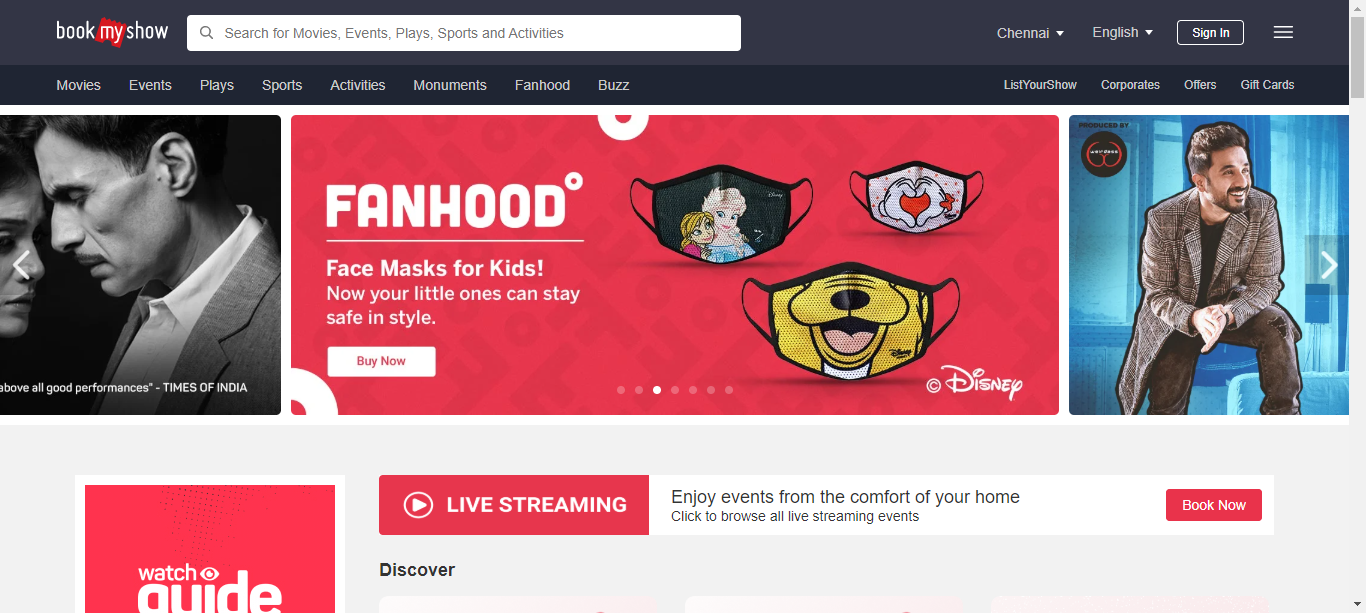 book my show
Search for Movies, Events, Plays, Sports and Activities
Chennai
English
Sign In
Movies
Events
Plays
Sports
Activities
Monuments
Fanhood
Buzz
ListYourShow
Corporates
Offers
Gift Cards
above all good performances" - TIMES OF INDIA
FANHOOD
Face Masks for Kids!
Now your little ones can stay
safe in style.
Buy Now
Disney
Disney
© Disney
PRODUCED BY
weirdass
LIVE STREAMING
Enjoy events from the comfort of your home
Click to browse all live streaming events
Book Now
watch
guide
Discover